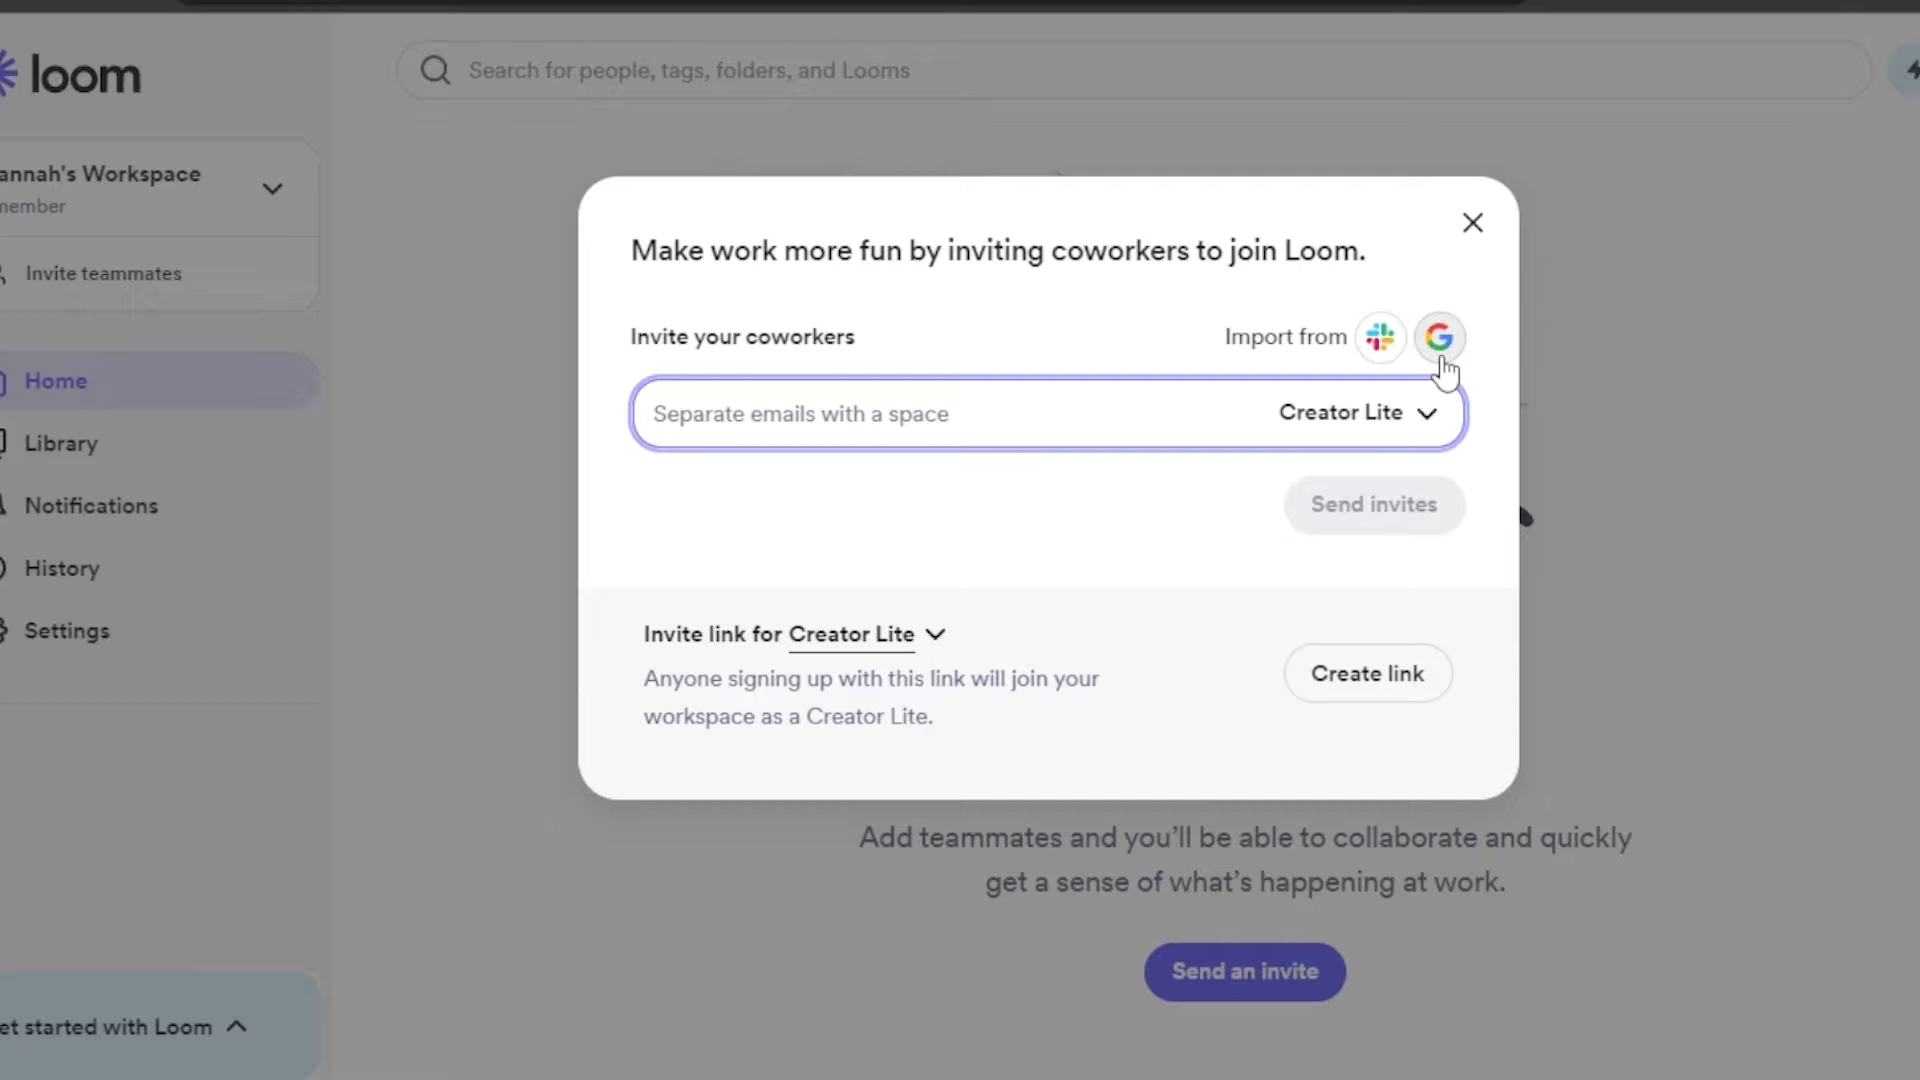 loom
Search for people, tags, folders, and Looms
annah's Workspace
member
Invite teammates
Home
Library
Notifications
History
Settings
et started with Loom
Make work more fun by inviting coworkers to join Loom.
Invite your coworkers
Import from
Separate emails with a space
Creator Lite
Send invites
Invite link for Creator Lite
Anyone signing up with this link will join your
workspace as a Creator Lite.
Create link
Add teammates and you’ll be able to collaborate and quickly
get a sense of what’s happening at work.
Send an invite